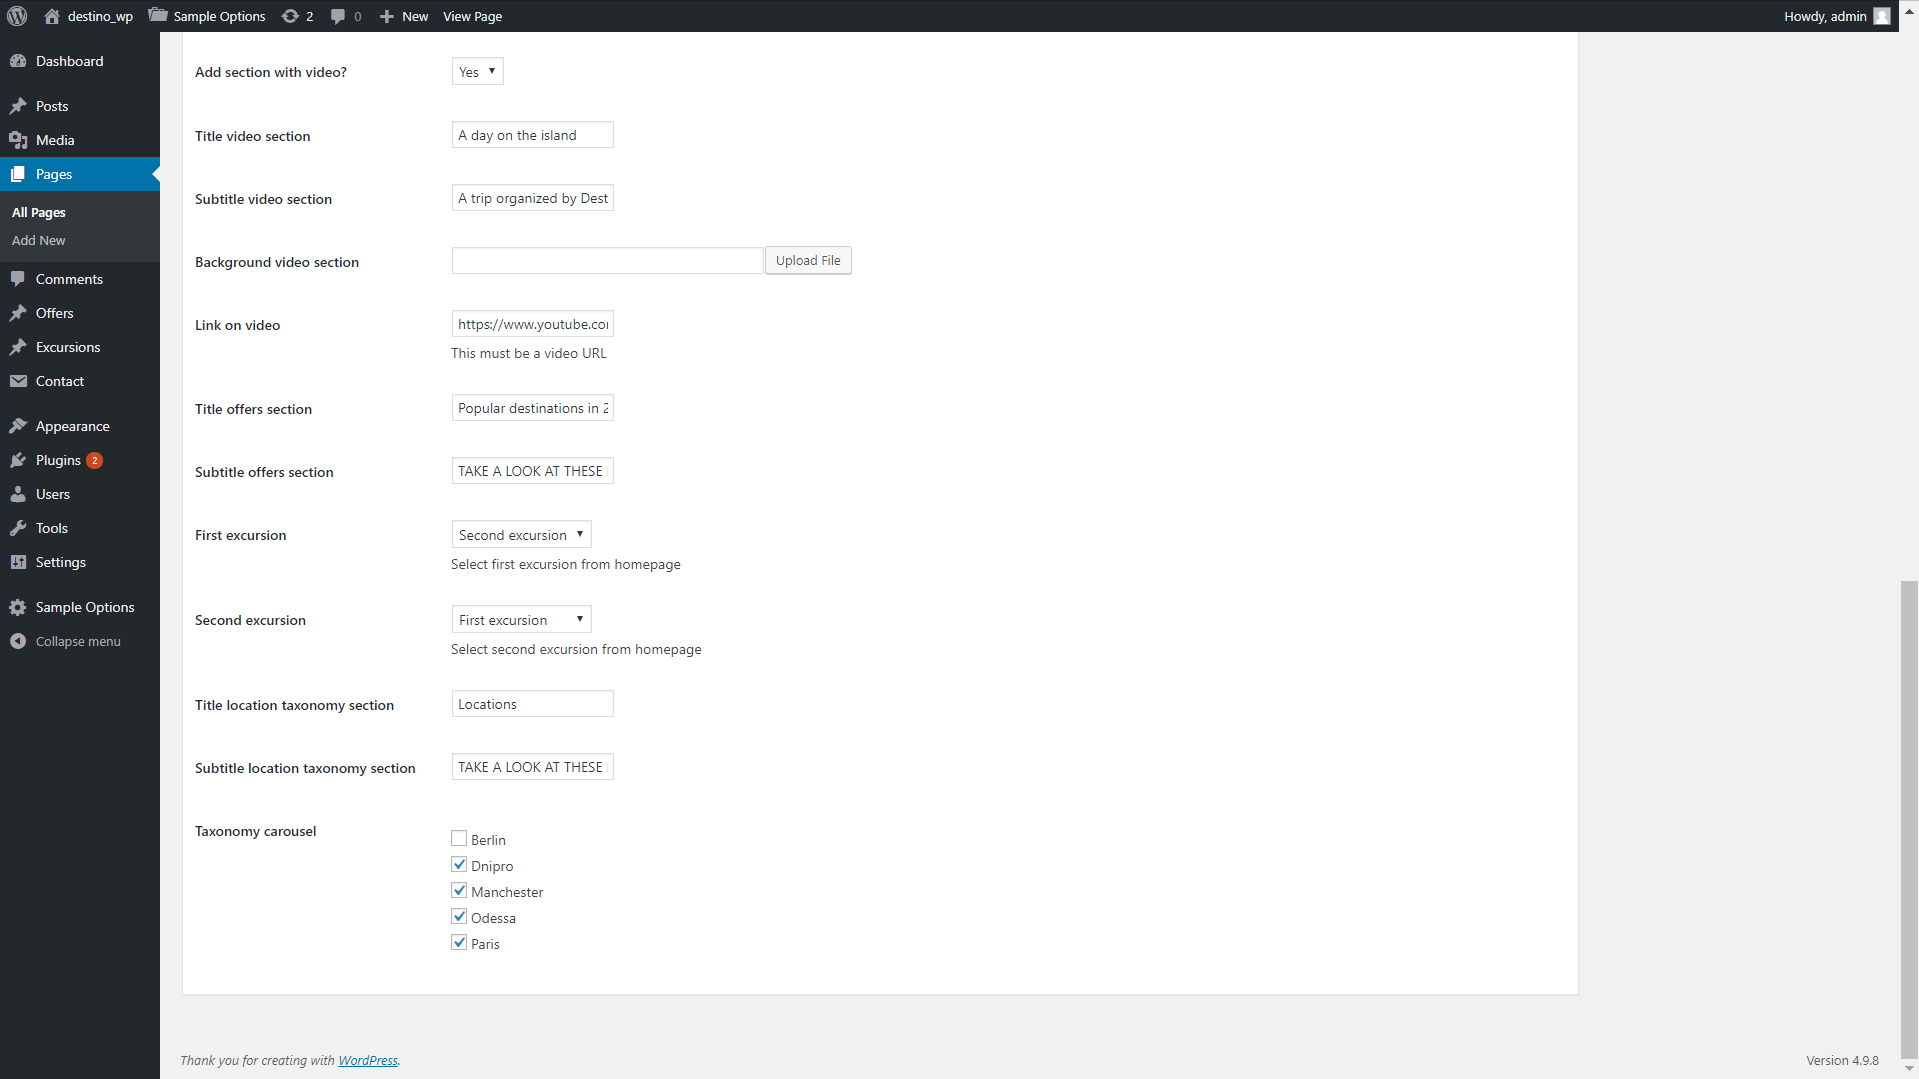 destino_wp Sample Options 2 0 New View Page Howdy, admin
Dashboard
Posts
Media
Pages
All Pages
Add New
Comments
Offers
Excursions
Contact
Appearance
Plugins 2
Users
Tools
Settings
Sample Options
Collapse menu
Add section with video? Yes
Title video section A day on the island
Subtitle video section A trip organized by Dest
Background video section Upload File
Link on video https://www.youtube.co
This must be a video URL
Title offers section Popular destinations in 2
Subtitle offers section TAKE A LOOK AT THESE
First excursion Second excursion
Select first excursion from homepage
Second excursion First excursion
Select second excursion from homepage
Title location taxonomy section Locations
Subtitle location taxonomy section TAKE A LOOK AT THESE
Taxonomy carousel
Berlin
Dnipro
Manchester
Odessa
Paris
Thank you for creating with WordPress. Version 4.9.8